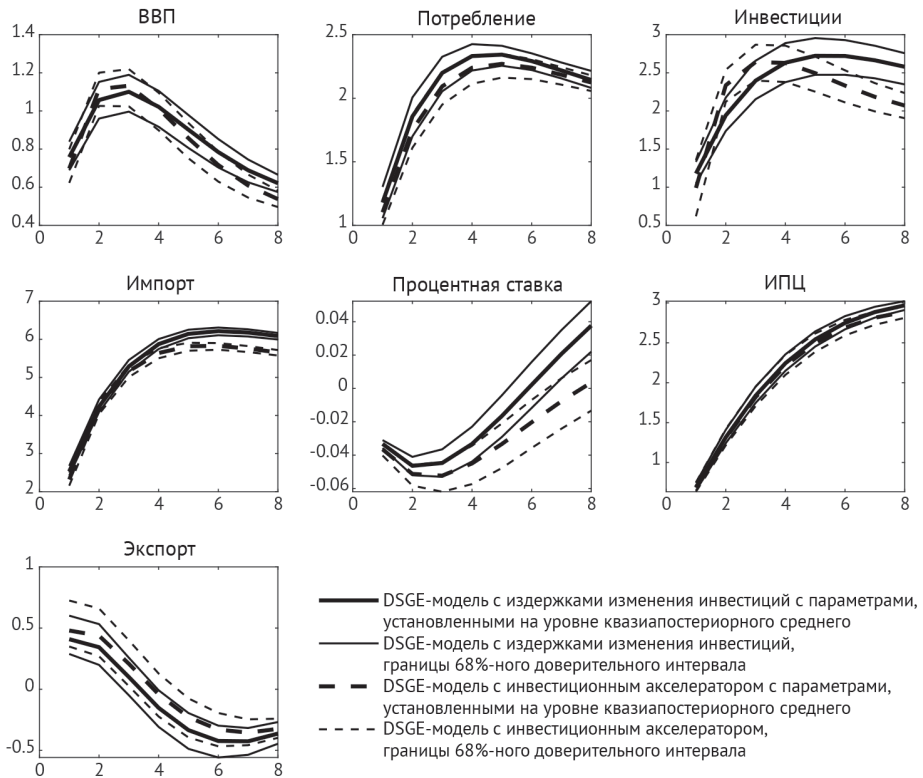 ВВП
1.4
1.2
1
0.8
0.6
0.4
0 2 4 6 8
Потребление
2.5
2
1.5
1
0 2 4 6 8
Инвестиции
3
2.5
2
1.5
1
0.5
0 2 4 6 8
Импорт
7
6
5
4
3
2
0 2 4 6 8
Процентная ставка
0.04
0.02
0
-0.02
-0.04
-0.06
0 2 4 6 8
ИПЦ
3
2.5
2
1.5
1
0 2 4 6 8
Экспорт
1
0.5
0
-0.5
0 2 4 6 8
DSGE-модель с издержками изменения инвестиций с параметрами,
установленными на уровне квазиапостериорного среднего
DSGE-модель с издержками изменения инвестиций,
границы 68%-ного доверительного интервала
DSGE-модель с инвестиционным акселератором с параметрами,
установленными на уровне квазиапостериорного среднего
DSGE-модель с инвестиционным акселератором,
границы 68%-ного доверительного интервала